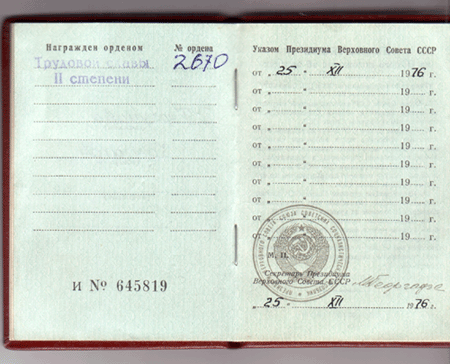 Награжден орденом
№ ордена
Трудовой славы
II степени
2670
И № 645819
Указом Президиума Верховного Совета СССР
от „ 25 " XII 1976 г.
от „ " 19 г.
от „ " 19 г.
от „ " 19 г.
от „ " 19 г.
от „ " 19 г.
от „ " 19 г.
от „ " 19 г.
от „ " 19 г.
от „ " 19 г.
М. П.
Секретарь Президиума
Верховного Совета СССР
„ 25 " XII 1976 г.